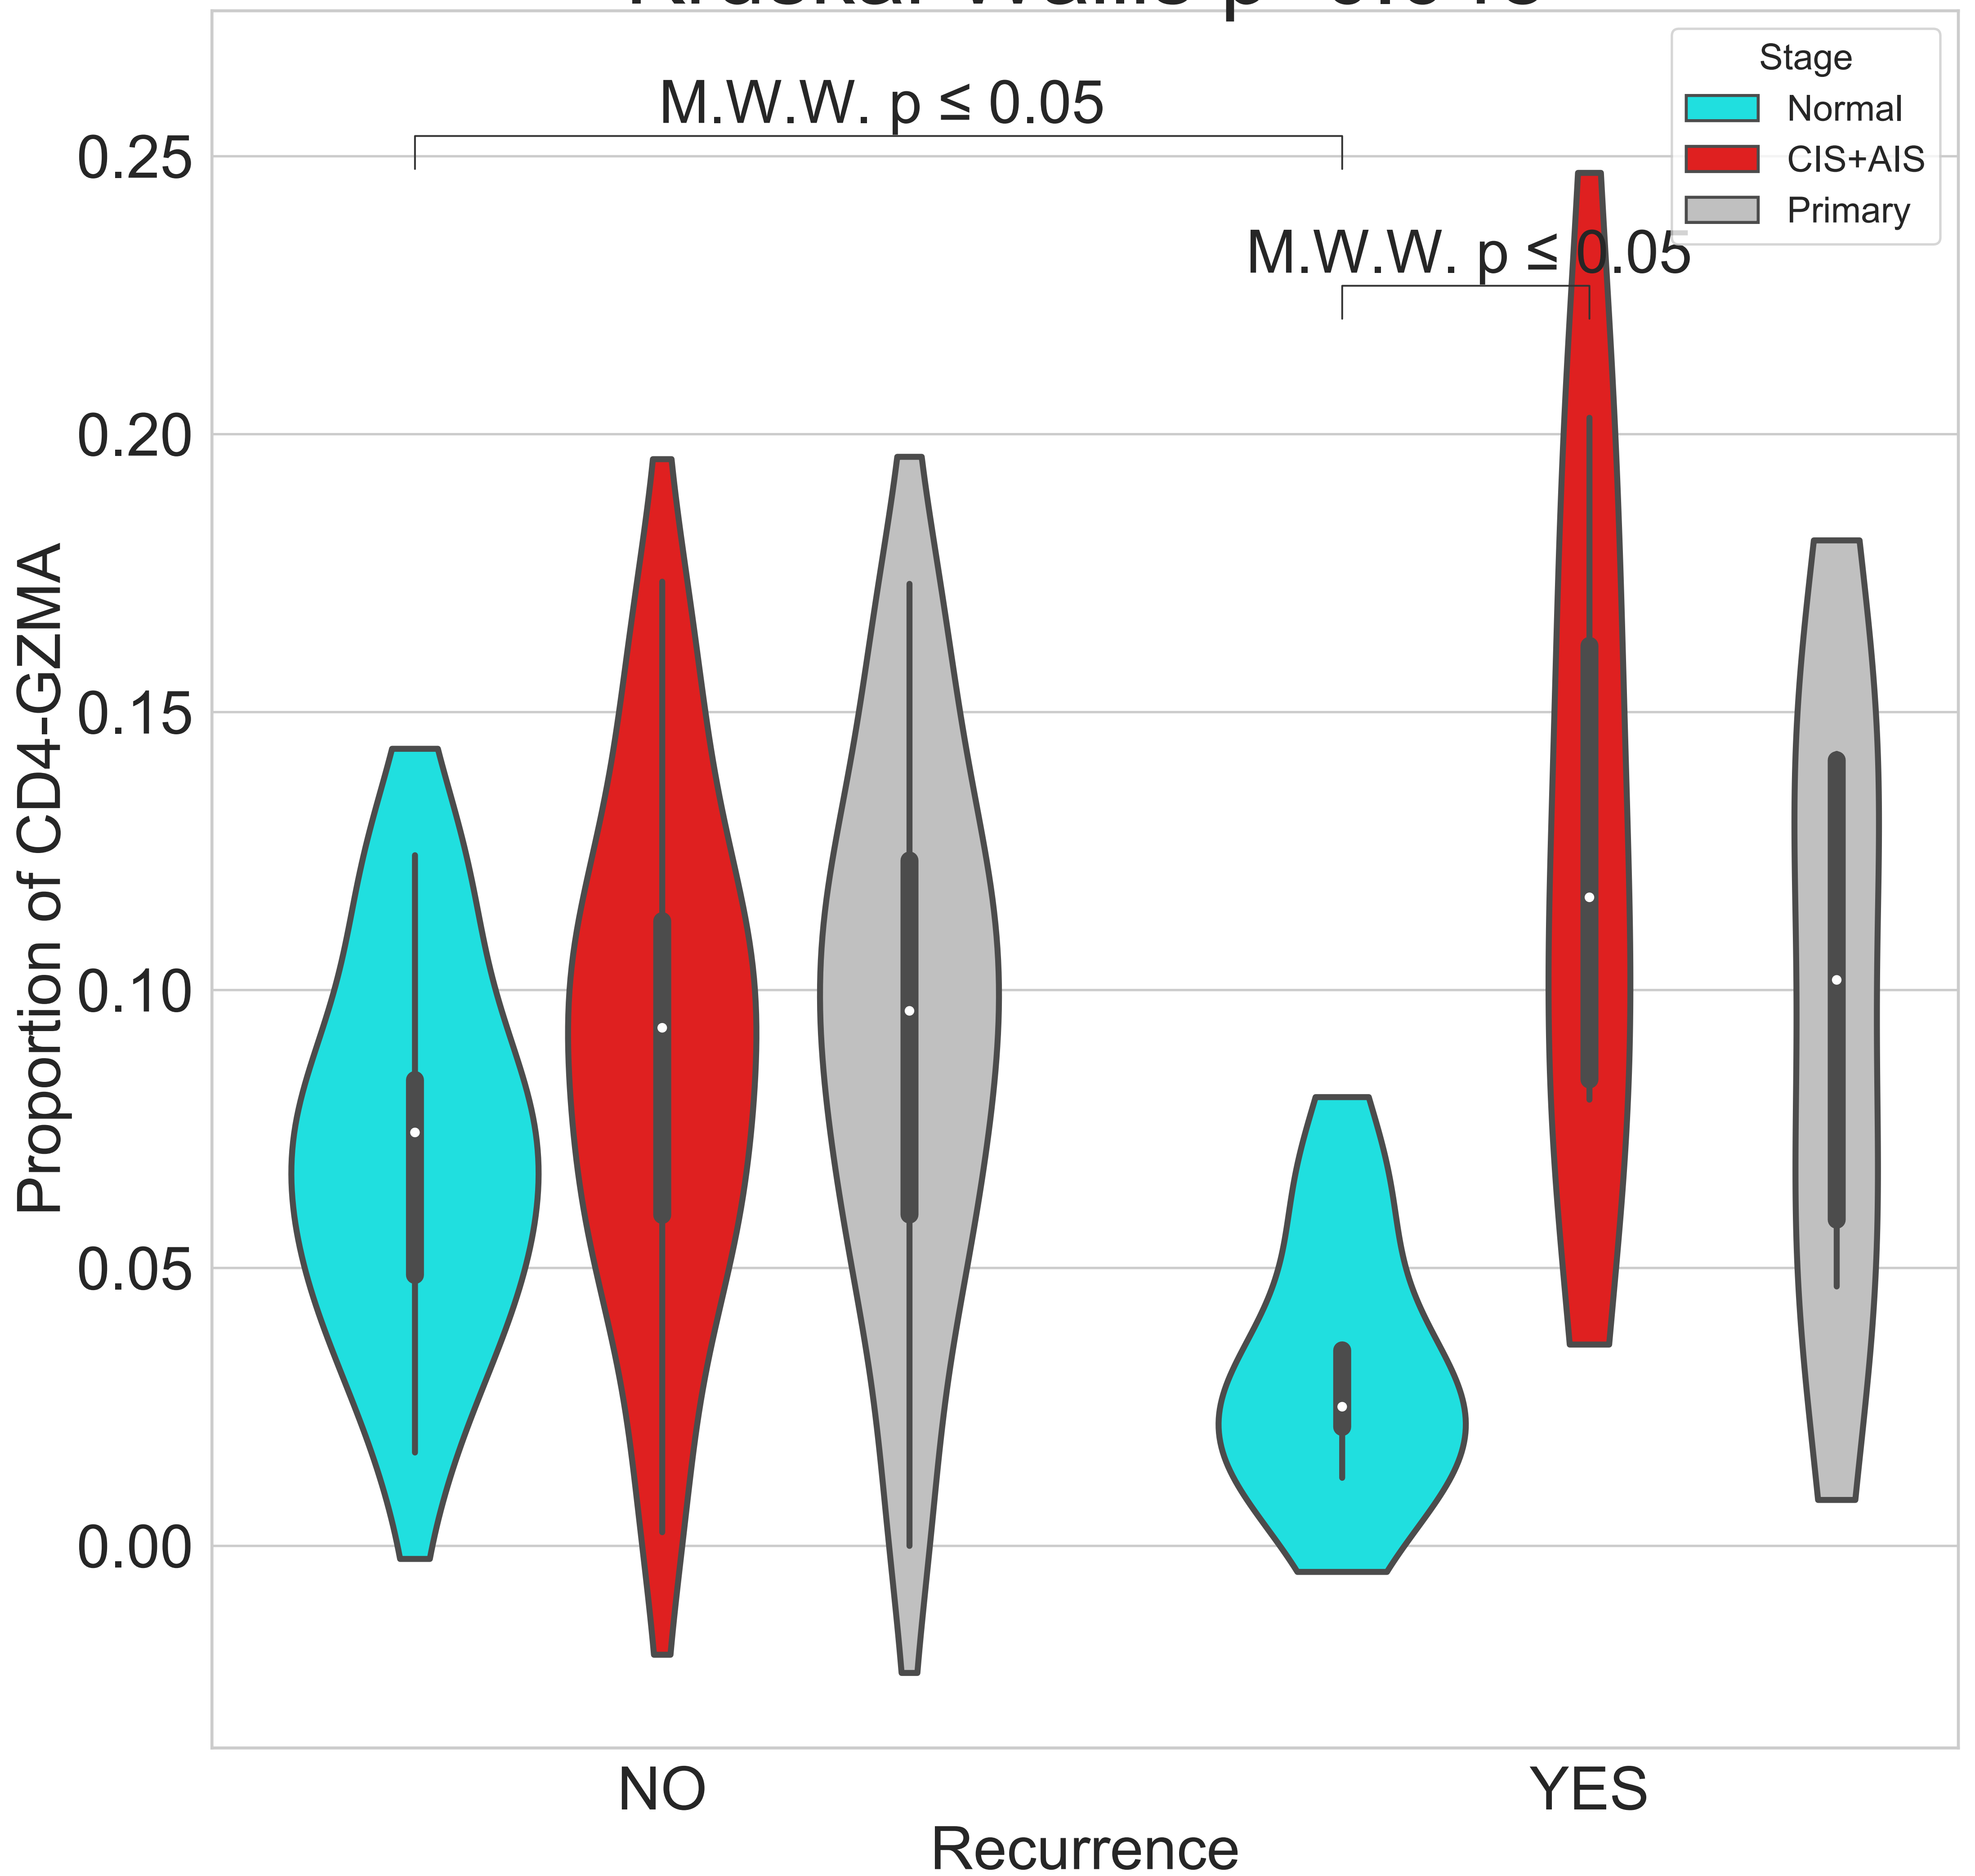 Stage
Normal
CIS+AIS
Primary
M.W.W. p ≤ 0.05
M.W.W. p ≤ 0.05
0.25
0.20
0.15
0.10
0.05
0.00
Proportion of CD4-GZMA
NO
YES
Recurrence